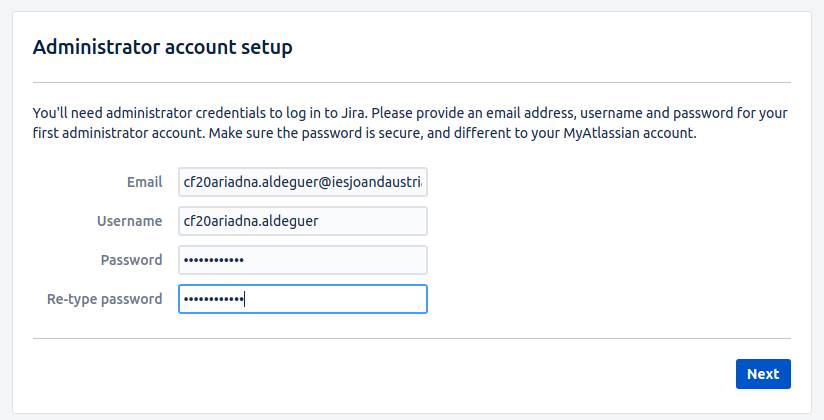 Administrator account setup
You'll need administrator credentials to log in to Jira. Please provide an email address, username and password for your
first administrator account. Make sure the password is secure, and different to your MyAtlassian account.
Email cf20ariadna.aldeguer@iesjoandaustri
Username cf20ariadna.aldeguer
Password ••••••••••••
Re-type password ••••••••••••
Next